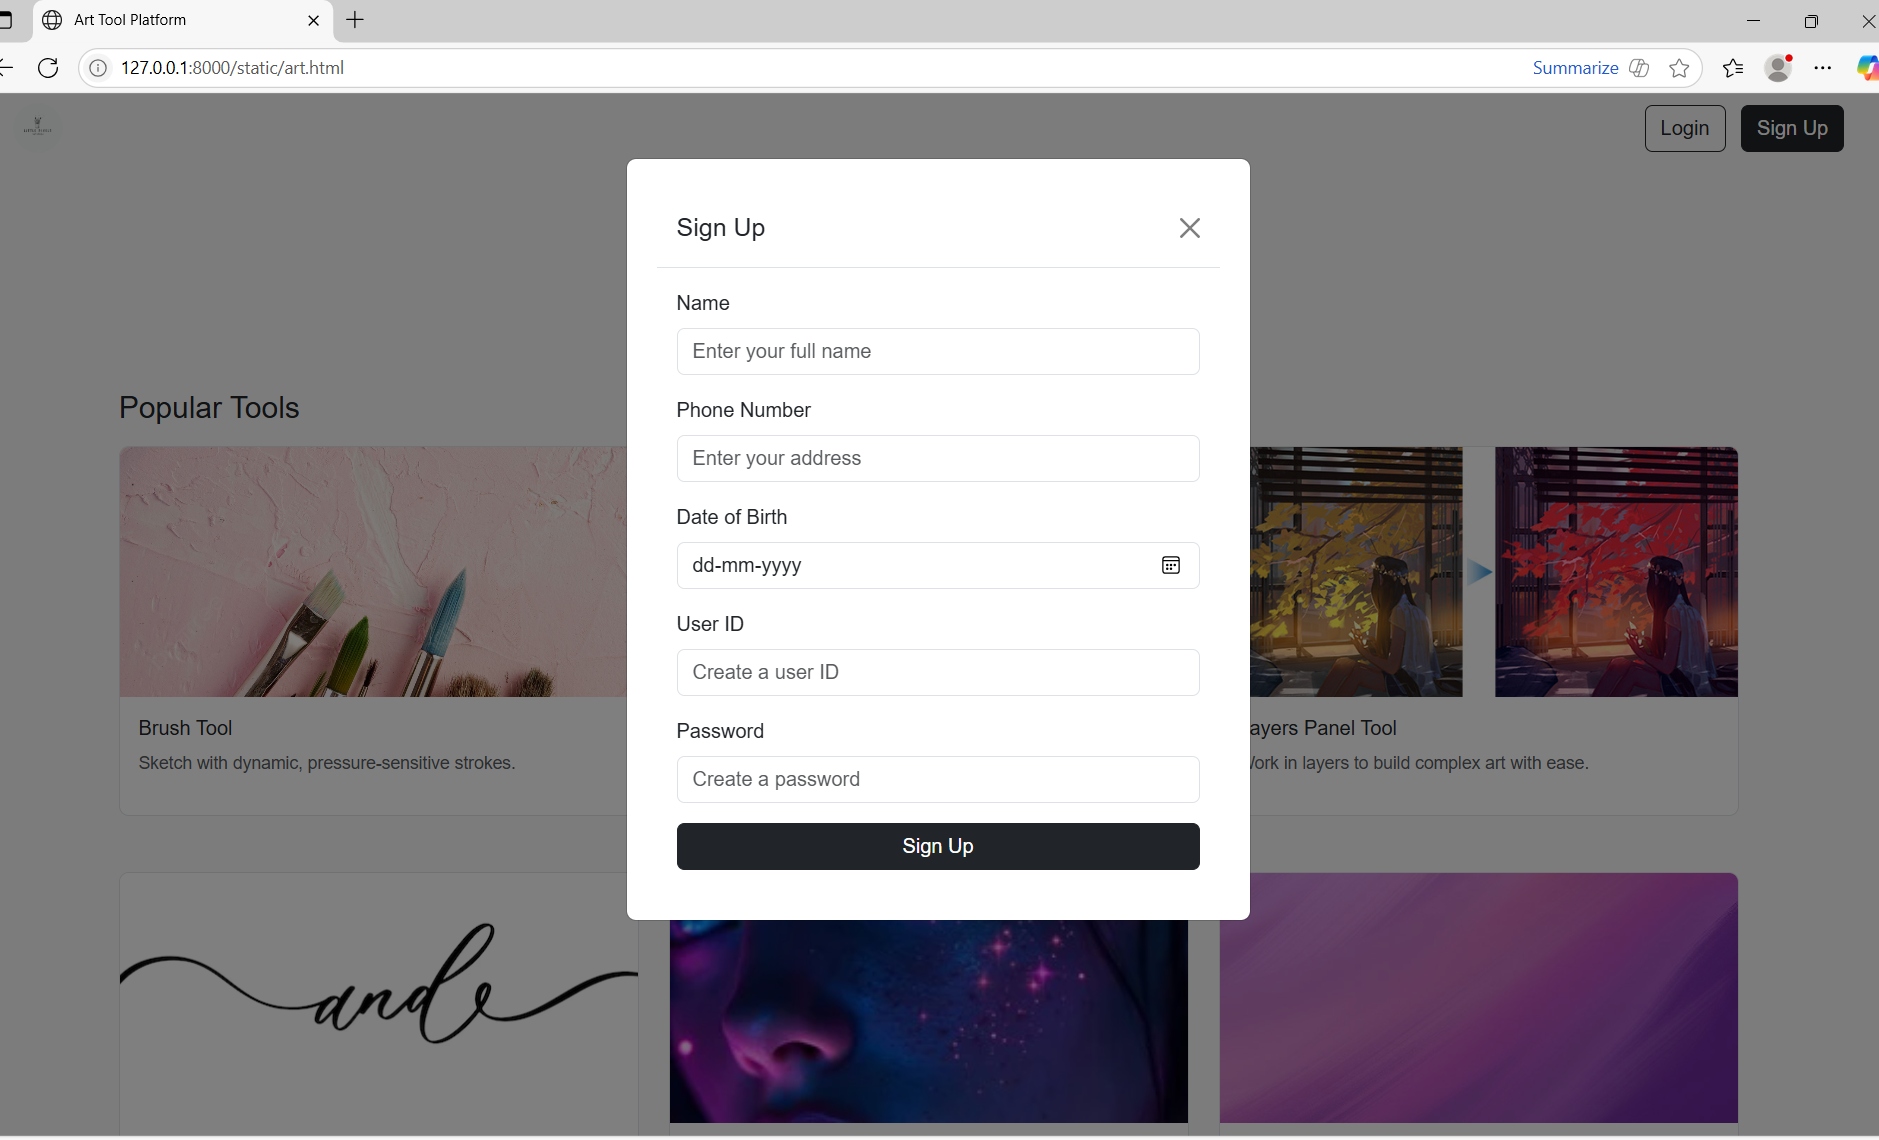 Art Tool Platform
127.0.0.1:8000/static/art.html
Summarize
Login
Sign Up
Sign Up
Name
Enter your full name
Phone Number
Enter your address
Date of Birth
dd-mm-yyyy
User ID
Create a user ID
Password
Create a password
Sign Up
Popular Tools
Brush Tool
Sketch with dynamic, pressure-sensitive strokes.
ayers Panel Tool
ork in layers to build complex art with ease.
and